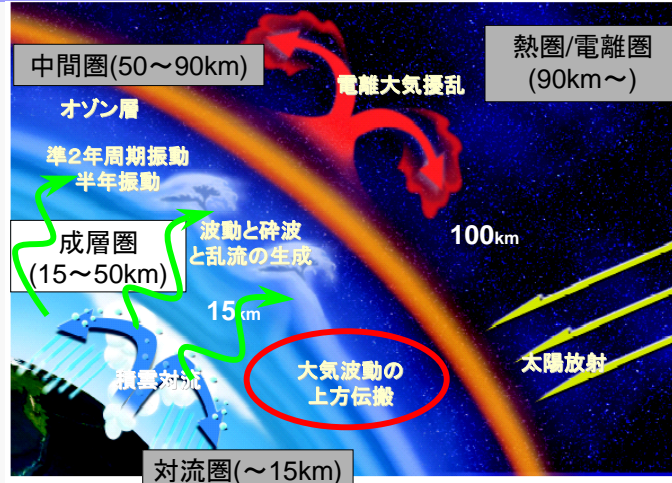 中間圏(50～90km)
熱圏/電離圏
(90km～)
電離大気擾乱
オゾン層
準2年周期振動
半年振動
成層圏
(15～50km)
波動と砕波
と乱流の生成
100km
15km
積雲対流
大気波動の
上方伝搬
太陽放射
対流圏(～15km)